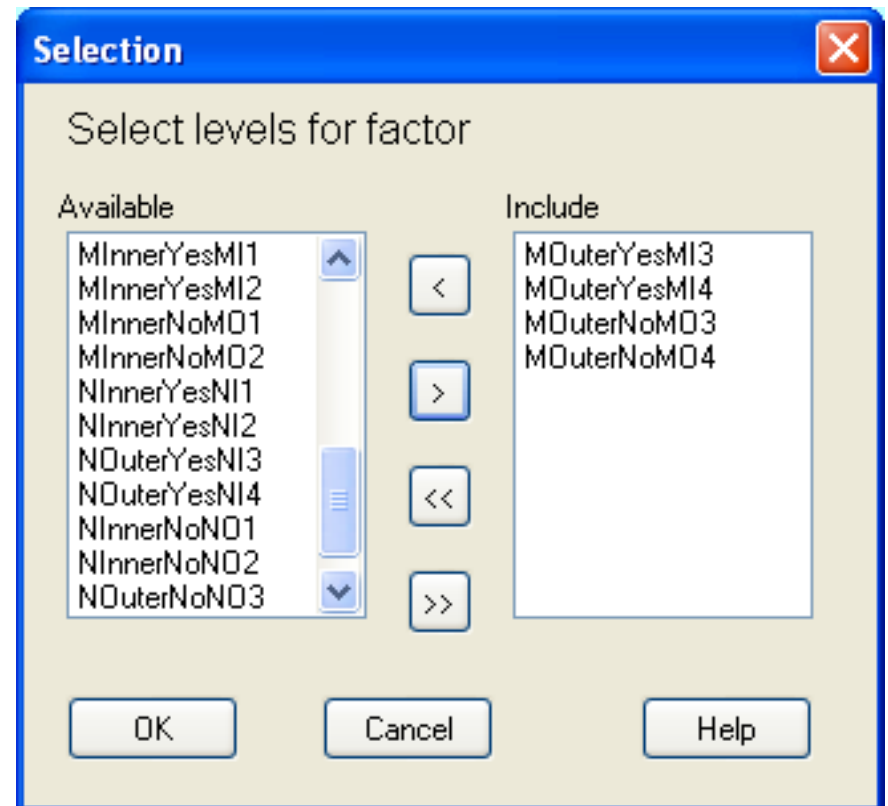 Selection
Select levels for factor
Available
MInnerYesMI1
MInnerYesMI2
MInnerNoMO1
MInnerNoMO2
NInnerYesNI1
NInnerYesNI2
NOuterYesNI3
NOuterYesNI4
NInnerNoNO1
NInnerNoNO2
NOuterNoNO3
<
>
<<
>>
Include
MOuterYesMI3
MOuterYesMI4
MOuterNoMO3
MOuterNoMO4
OK
Cancel
Help